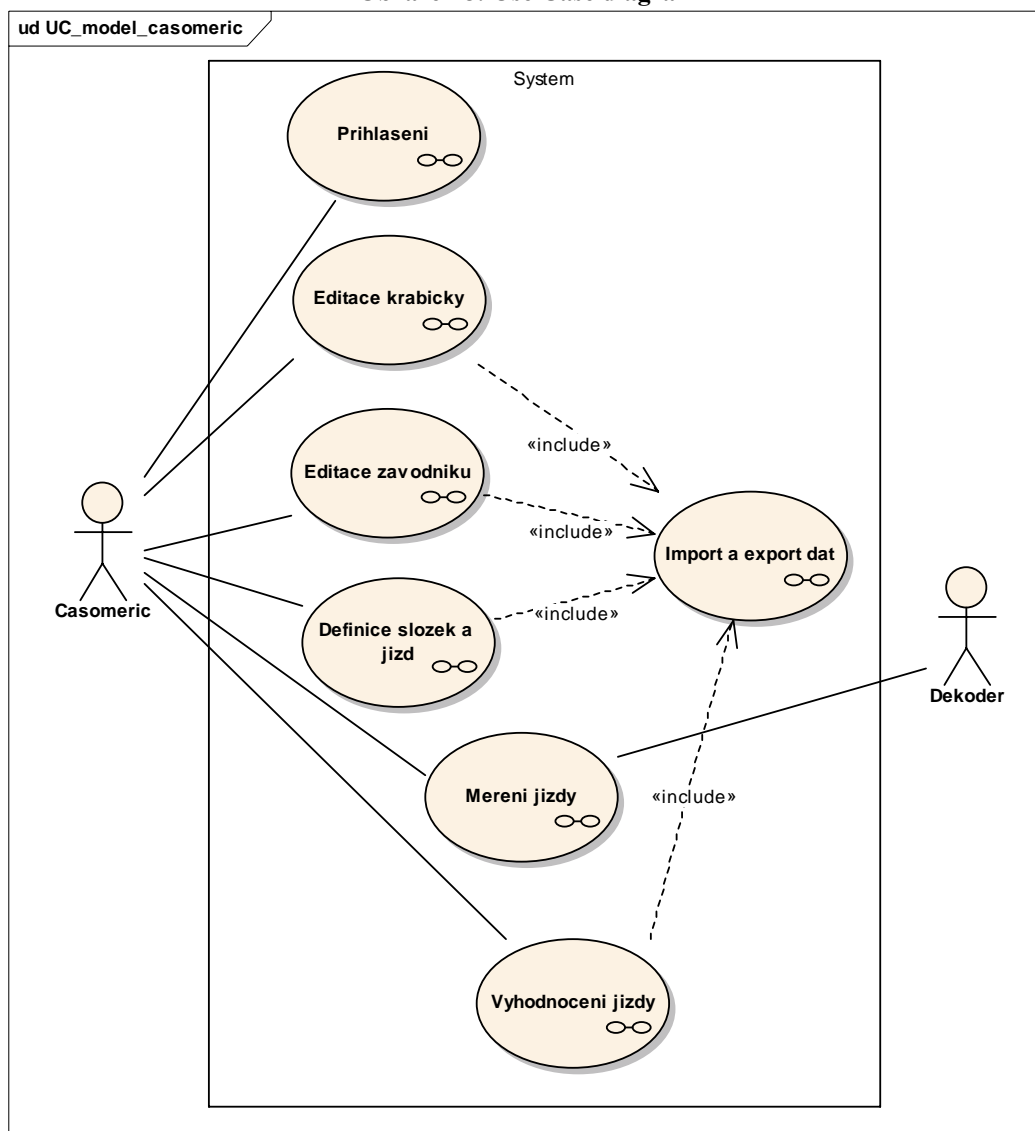 ud UC_model_casomeric
System
Prihlaseni
Editace krabicky
«include»
Editace zavodniku
«include»
Import a export dat
Casomeric
Definice slozek a
jizd
«include»
Dekoder
Mereni jizdy
«include»
Vyhodnoceni jizdy